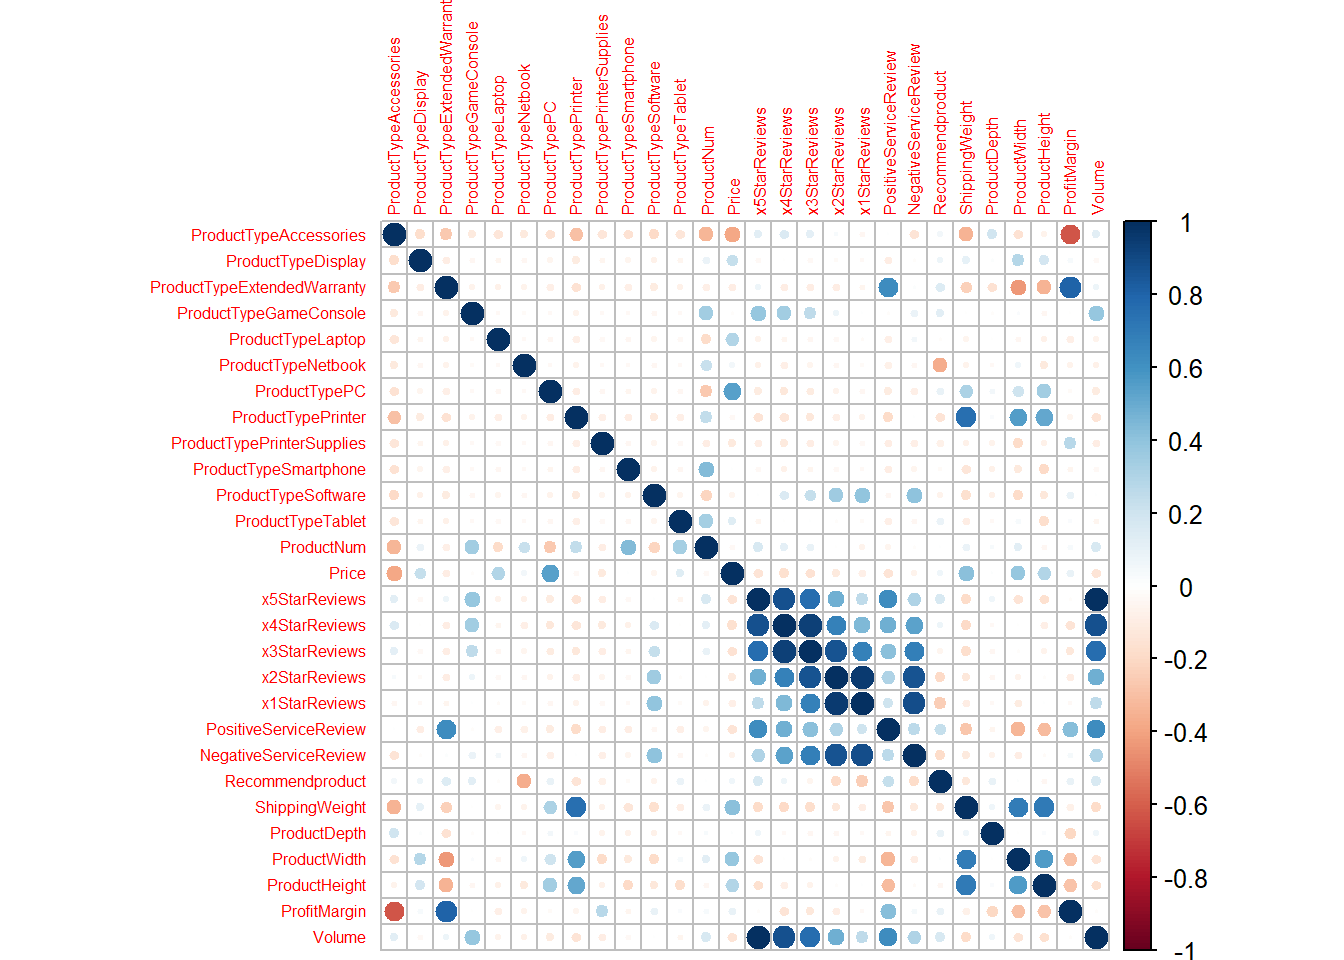 ProductTypeAccessories
ProductTypeDisplay
ProductTypeExtendedWarrant
ProductTypeGameConsole
ProductTypeLaptop
ProductTypeNetbook
ProductTypePC
ProductTypePrinter
ProductTypePrinterSupplies
ProductTypeSmartphone
ProductTypeSoftware
ProductTypeTablet
ProductNum
Price
x5StarReviews
x4StarReviews
x3StarReviews
x2StarReviews
x1StarReviews
PositiveServiceReview
NegativeServiceReview
Recommendproduct
ShippingWeight
ProductDepth
ProductWidth
ProductHeight
ProfitMargin
Volume
ProductTypeAccessories
ProductTypeDisplay
ProductTypeExtendedWarranty
ProductTypeGameConsole
ProductTypeLaptop
ProductTypeNetbook
ProductTypePC
ProductTypePrinter
ProductTypePrinterSupplies
ProductTypeSmartphone
ProductTypeSoftware
ProductTypeTablet
ProductNum
Price
x5StarReviews
x4StarReviews
x3StarReviews
x2StarReviews
x1StarReviews
PositiveServiceReview
NegativeServiceReview
Recommendproduct
ShippingWeight
ProductDepth
ProductWidth
ProductHeight
ProfitMargin
Volume
1
0.8
0.6
0.4
0.2
0
-0.2
-0.4
-0.6
-0.8
-1